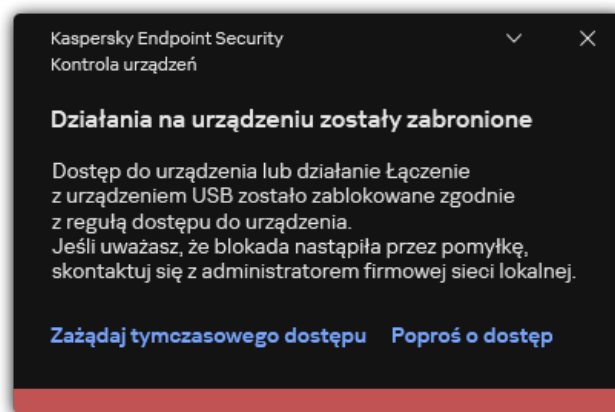 Kaspersky Endpoint Security
Kontrola urządzeń
Działania na urządzeniu zostały zabronione
Dostęp do urządzenia lub działanie Łączenie
z urządzeniem USB zostało zablokowane zgodnie
z regułą dostępu do urządzenia.
Jeśli uważasz, że blokada nastąpiła przez pomyłkę,
skontaktuj się z administratorem firmowej sieci lokalnej.
Zażądaj tymczasowego dostępu Poproś o dostęp